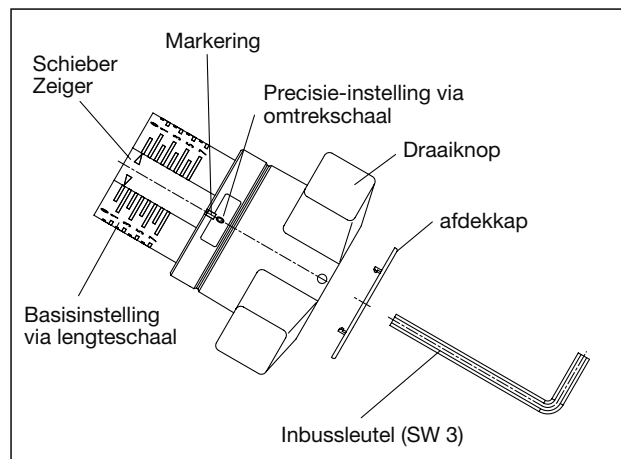 Markering
Schieber
Zeiger
Precisie-instelling via
omtrekschaal
Draaiknop
afdekkap
Basisinstelling
via lengteschaal
Inbussleutel (SW 3)